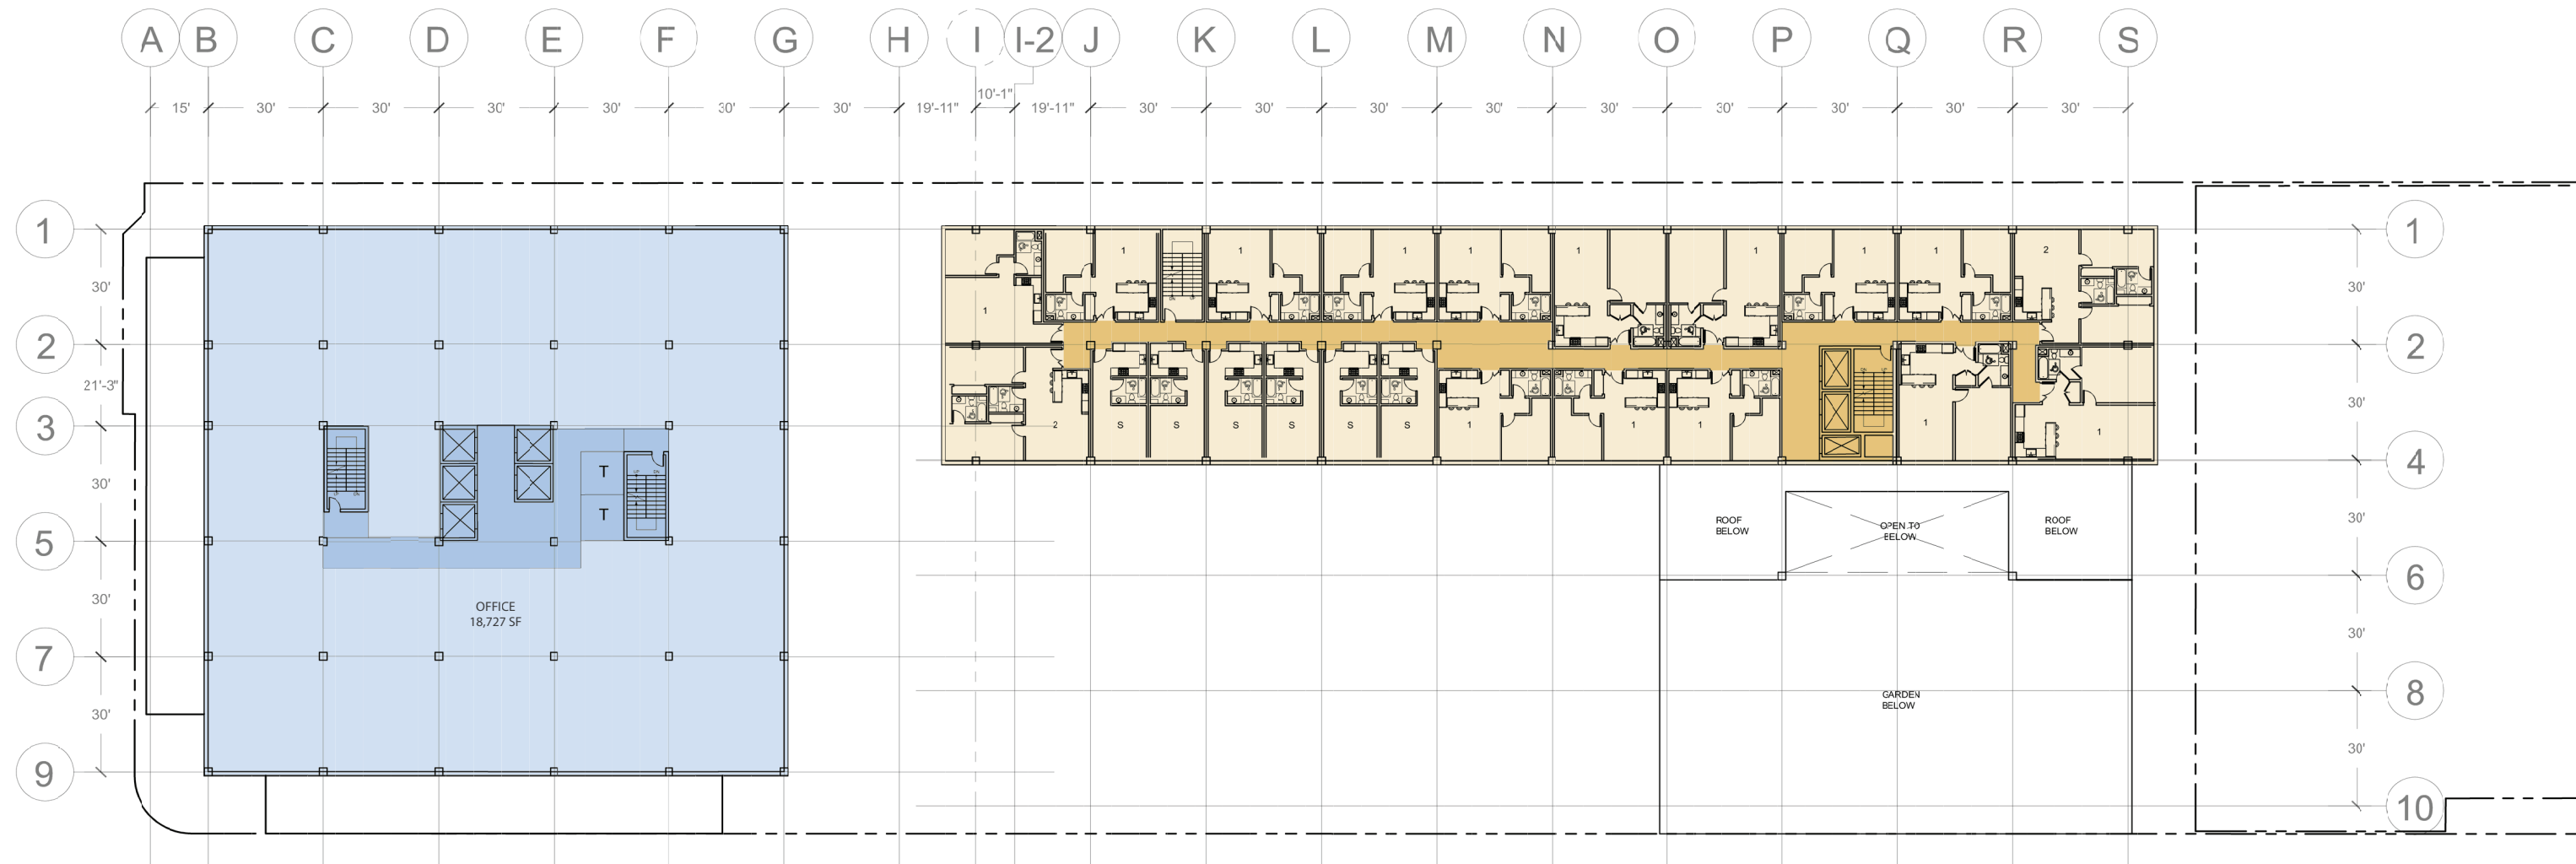 A B C D E F G H I I-2 J K L M N O P Q R S
10'-1"
15' 30' 30' 30' 30' 30' 30' 19'-11" 19'-11" 30' 30' 30' 30' 30' 30' 30' 30' 30'
1 1
30' 30'
1 1 1 1 1 1 1 1 2
1
2 2
21'-3" 30'
3
2 S S S S S S 1 1 1 1 1
4
30'
T
T
5
30'
ROOF
BELOW
OPEN TO
BELOW
ROOF
BELOW
6
30'
OFFICE
18,727 SF
30'
7
8
GARDEN
BELOW
30'
30'
9
10